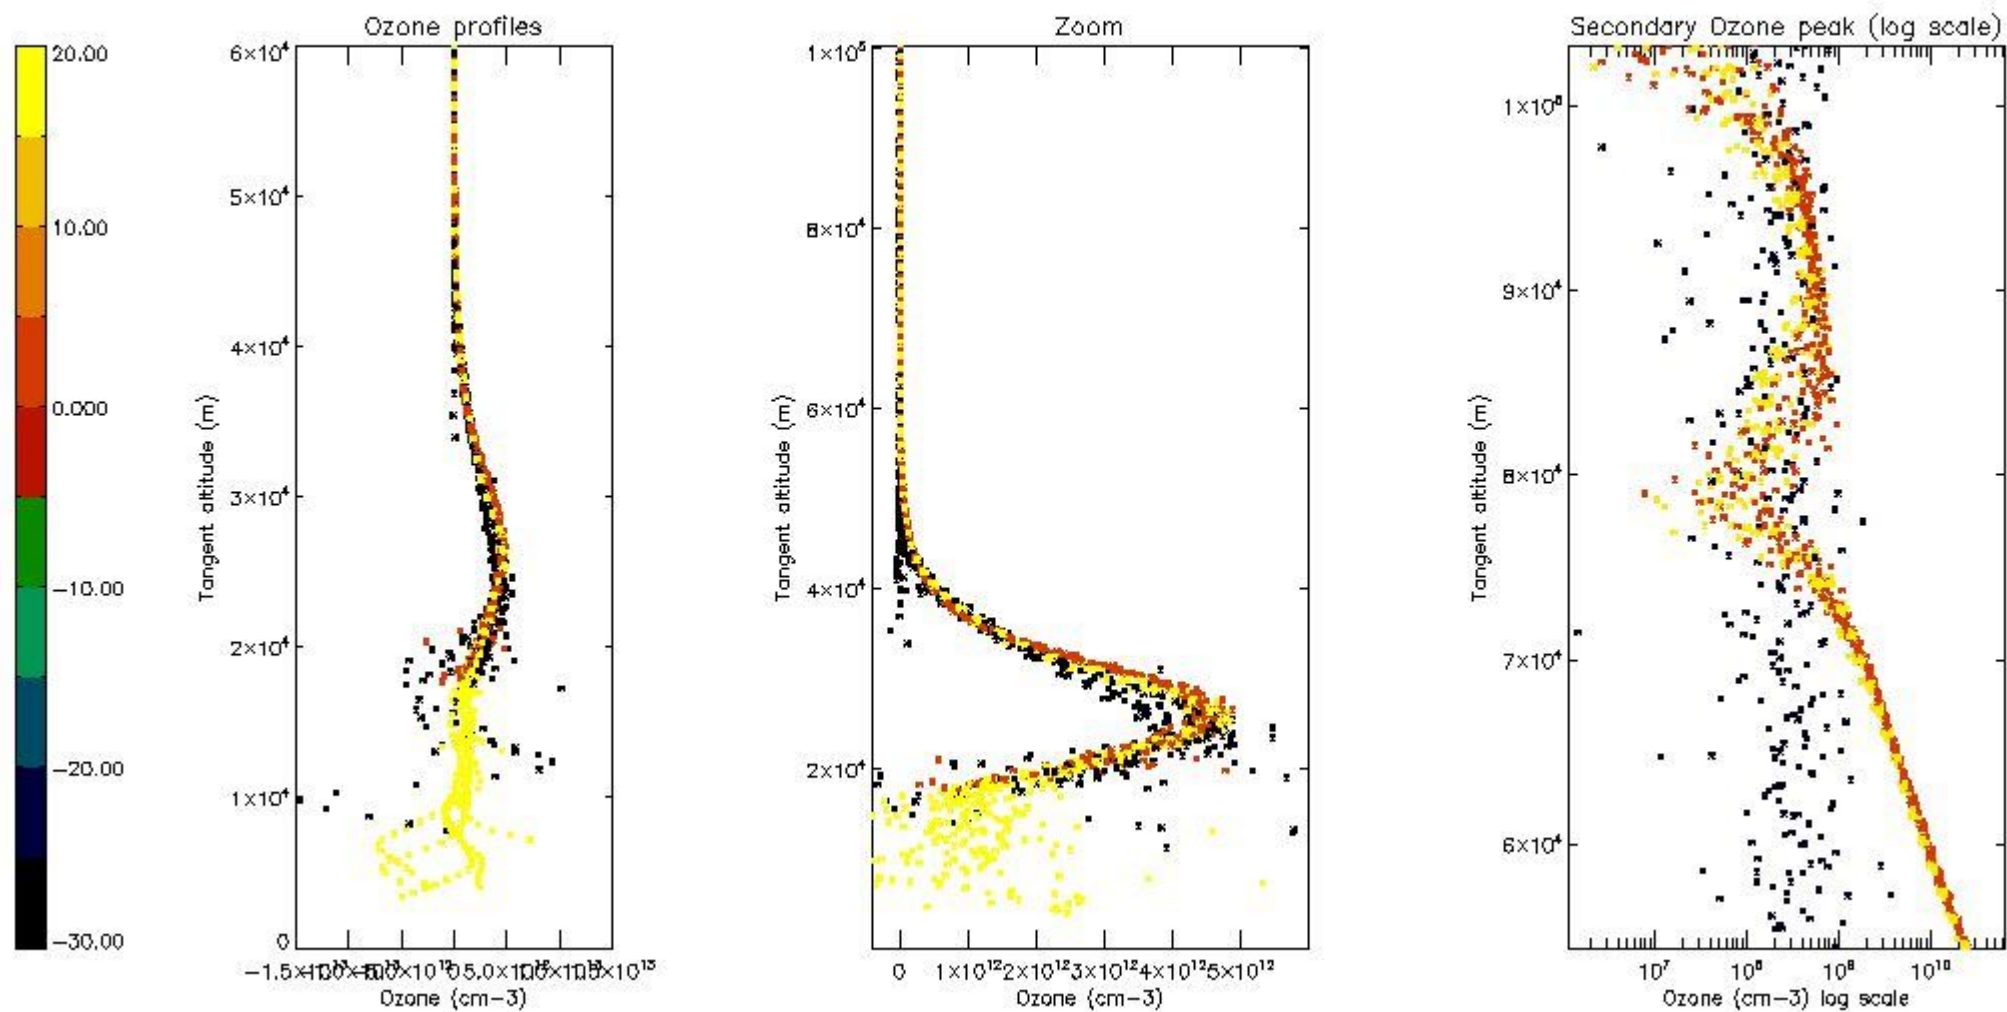 Ozone profiles
Zoom
Secondary Ozone peak (log scale)
20.00
10.00
0.000
-10.00
-20.00
-30.00
Tangent altitude (m)
6×10⁴
5×10⁴
4×10⁴
3×10⁴
2×10⁴
1×10⁴
0
0
Ozone (cm-3)
Tangent altitude (m)
1×10⁵
8×10⁴
6×10⁴
4×10⁴
2×10⁴
0 1×10¹² 2×10¹² 3×10¹² 4×10¹² 5×10¹²
Ozone (cm-3)
Tangent altitude (m)
9×10⁴
8×10⁴
7×10⁴
6×10⁴
10⁷ 10⁸ 10⁹ 10¹⁰
Ozone (cm-3) log scale